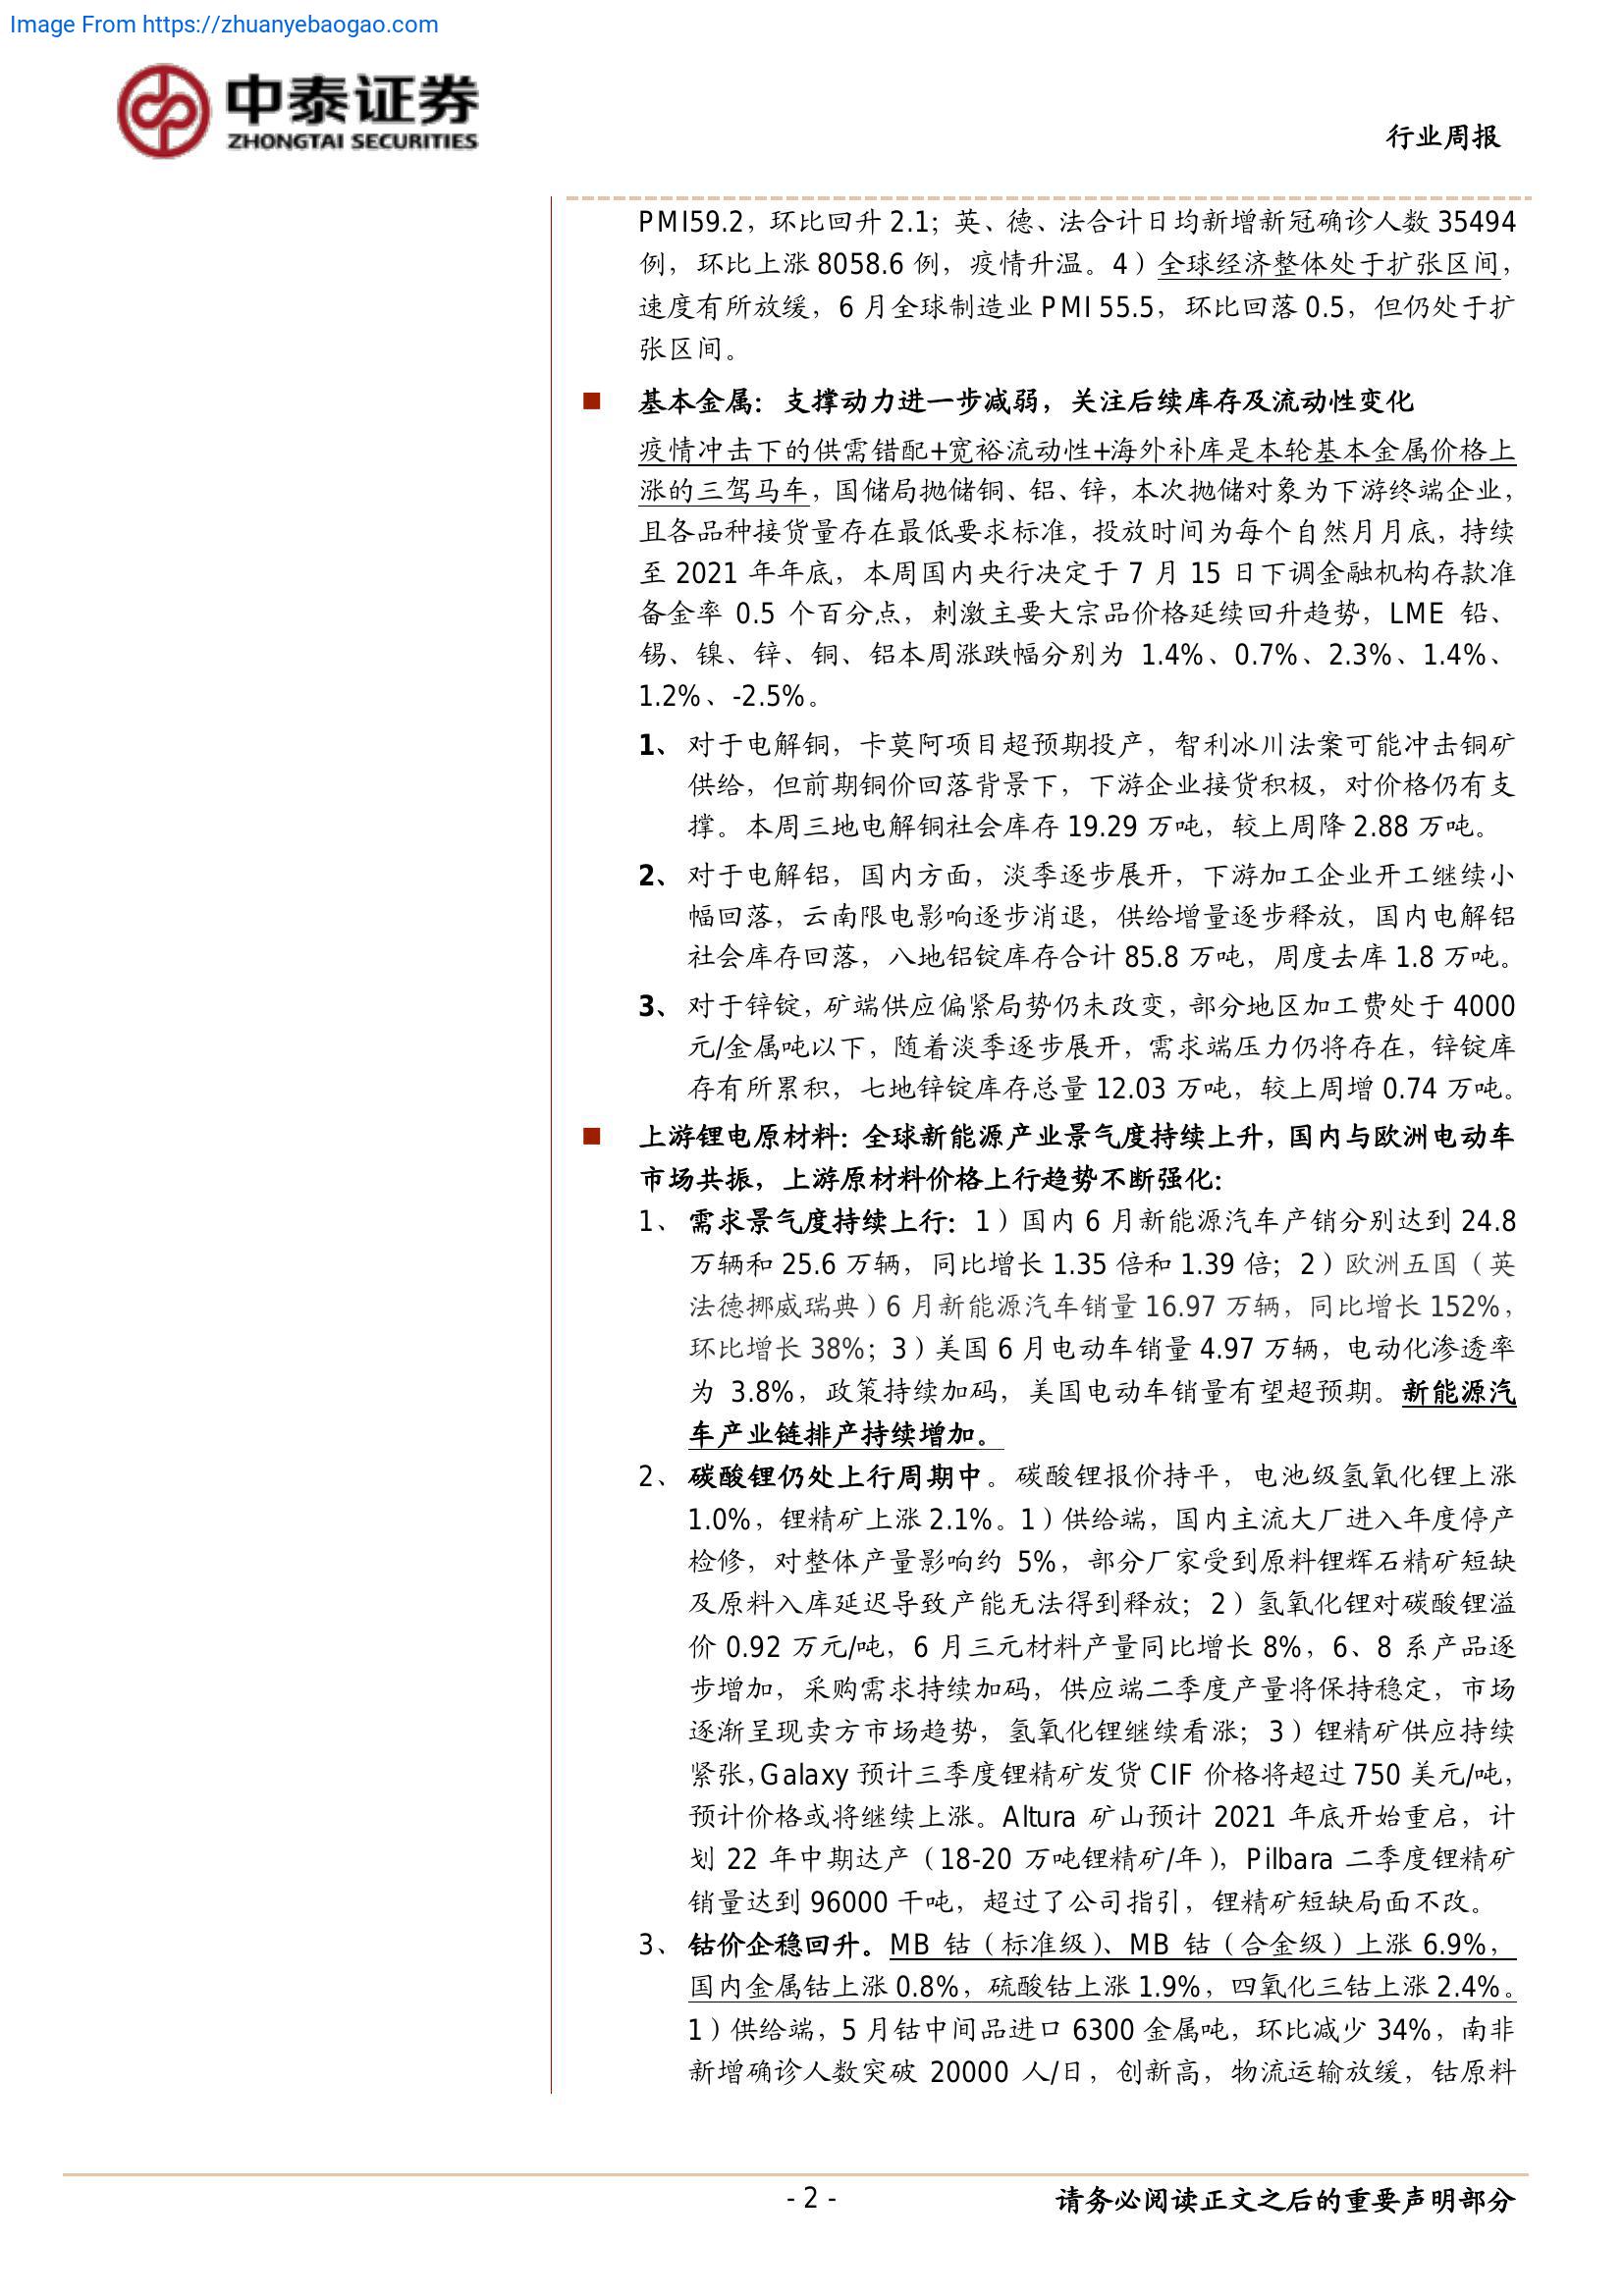 Image From https://zhuanyebaogao.com
中泰证券
ZHONGTAI SECURITIES
行业周报
PMI59.2，环比回升 2.1；英、德、法合计日均新增新冠确诊人数 35494
例，环比上涨 8058.6 例，疫情升温。4）全球经济整体处于扩张区间，
速度有所放缓，6 月全球制造业 PMI 55.5，环比回落 0.5，但仍处于扩
张区间。
■ 基本金属：支撑动力进一步减弱，关注后续库存及流动性变化
疫情冲击下的供需错配+宽裕流动性+海外补库是本轮基本金属价格上
涨的三驾马车，国储局抛储铜、铝、锌，本次抛储对象为下游终端企业，
且各品种接货量存在最低要求标准，投放时间为每个自然月月底，持续
至 2021 年年底，本周国内央行决定于 7 月 15 日下调金融机构存款准
备金率 0.5 个百分点，刺激主要大宗品价格延续回升趋势，LME 铅、
锡、镍、锌、铜、铝本周涨跌幅分别为 1.4%、0.7%、2.3%、1.4%、
1.2%、-2.5%。
1、 对于电解铜，卡莫阿项目超预期投产，智利冰川法案可能冲击铜矿
供给，但前期铜价回落背景下，下游企业接货积极，对价格仍有支
撑。本周三地电解铜社会库存 19.29 万吨，较上周降 2.88 万吨。
2、 对于电解铝，国内方面，淡季逐步展开，下游加工企业开工继续小
幅回落，云南限电影响逐步消退，供给增量逐步释放，国内电解铝
社会库存回落，八地铝锭库存合计 85.8 万吨，周度去库 1.8 万吨。
3、 对于锌锭，矿端供应偏紧局势仍未改变，部分地区加工费处于 4000
元/金属吨以下，随着淡季逐步展开，需求端压力仍将存在，锌锭库
存有所累积，七地锌锭库存总量 12.03 万吨，较上周增 0.74 万吨。
■ 上游锂电原材料：全球新能源产业景气度持续上升，国内与欧洲电动车
市场共振，上游原材料价格上行趋势不断强化：
1、 需求景气度持续上行：1）国内 6 月新能源汽车产销分别达到 24.8
万辆和 25.6 万辆，同比增长 1.35 倍和 1.39 倍；2）欧洲五国（英
法德挪威瑞典）6 月新能源汽车销量 16.97 万辆，同比增长 152%，
环比增长 38%；3）美国 6 月电动车销量 4.97 万辆，电动化渗透率
为 3.8%，政策持续加码，美国电动车销量有望超预期。新能源汽
车产业链排产持续增加。
2、 碳酸锂仍处上行周期中。碳酸锂报价持平，电池级氢氧化锂上涨
1.0%，锂精矿上涨 2.1%。1）供给端，国内主流大厂进入年度停产
检修，对整体产量影响约 5%，部分厂家受到原料锂辉石精矿短缺
及原料入库延迟导致产能无法得到释放；2）氢氧化锂对碳酸锂溢
价 0.92 万元/吨，6 月三元材料产量同比增长 8%，6、8 系产品逐
步增加，采购需求持续加码，供应端二季度产量将保持稳定，市场
逐渐呈现卖方市场趋势，氢氧化锂继续看涨；3）锂精矿供应持续
紧张，Galaxy 预计三季度锂精矿发货 CIF 价格将超过 750 美元/吨，
预计价格或将继续上涨。Altura 矿山预计 2021 年底开始重启，计
划 22 年中期达产（18-20 万吨锂精矿/年），Pilbara 二季度锂精矿
销量达到 96000 干吨，超过了公司指引，锂精矿短缺局面不改。
3、 钴价企稳回升。MB 钴（标准级）、MB 钴（合金级）上涨 6.9%，
国内金属钴上涨 0.8%，硫酸钴上涨 1.9%，四氧化三钴上涨 2.4%。
1）供给端，5 月钴中间品进口 6300 金属吨，环比减少 34%，南非
新增确诊人数突破 20000 人/日，创新高，物流运输放缓，钴原料
- 2 -
请务必阅读正文之后的重要声明部分